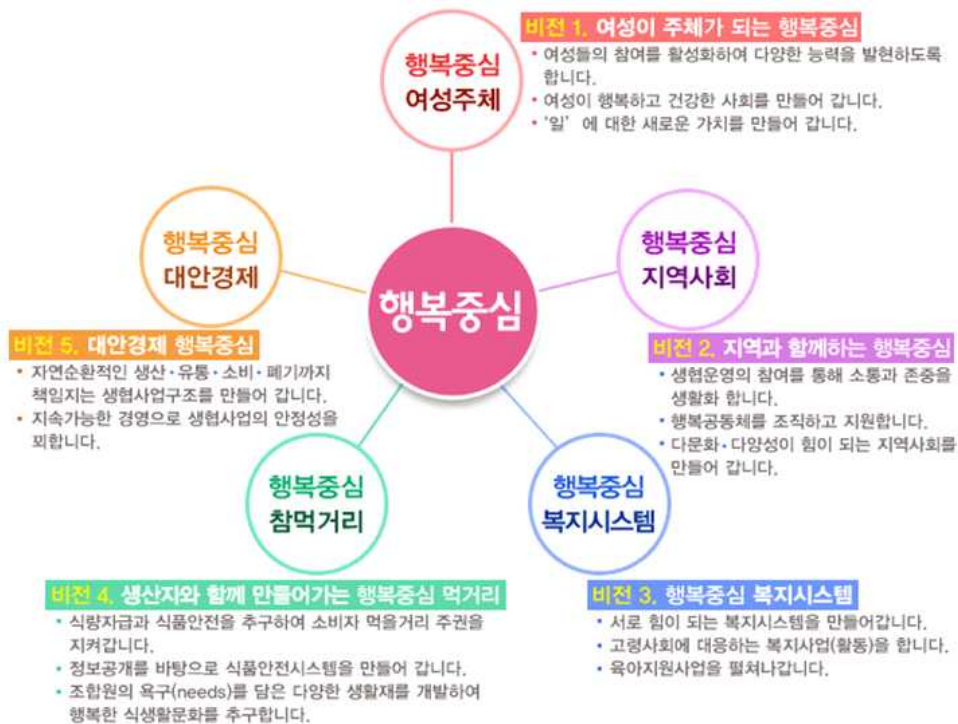 행복중심
여성주체
비전 1. 여성이 주체가 되는 행복중심
• 여성들의 참여를 활성화하여 다양한 능력을 발현하도록
합니다.
• 여성이 행복하고 건강한 사회를 만들어 갑니다.
• '일' 에 대한 새로운 가치를 만들어 갑니다.
행복중심
대안경제
행복중심
지역사회
행복중심
비전 5. 대안경제 행복중심
• 자연순환적인 생산·유통·소비·폐기까지
책임지는 생협사업구조를 만들어 갑니다.
• 지속가능한 경영으로 생협사업의 안정성을
꾀합니다.
비전 2. 지역과 함께하는 행복중심
• 생협운영의 참여를 통해 소통과 존중을
생활화 합니다.
• 행복공동체를 조직하고 지원합니다.
• 다문화·다양성이 힘이 되는 지역사회를
만들어 갑니다.
행복중심
참먹거리
행복중심
복지시스템
비전 4. 생산자와 함께 만들어가는 행복중심 먹거리
• 식량자급과 식품안전을 추구하여 소비자 먹을거리 주권을
지켜갑니다.
• 정보공개를 바탕으로 식품안전시스템을 만들어 갑니다.
• 조합원의 욕구(needs)를 담은 다양한 생활재를 개발하여
행복한 식생활문화를 추구합니다.
비전 3. 행복중심 복지시스템
• 서로 힘이 되는 복지시스템을 만들어갑니다.
• 고령사회에 대응하는 복지사업(활동)을 합니다.
• 육아지원사업을 펼쳐나갑니다.